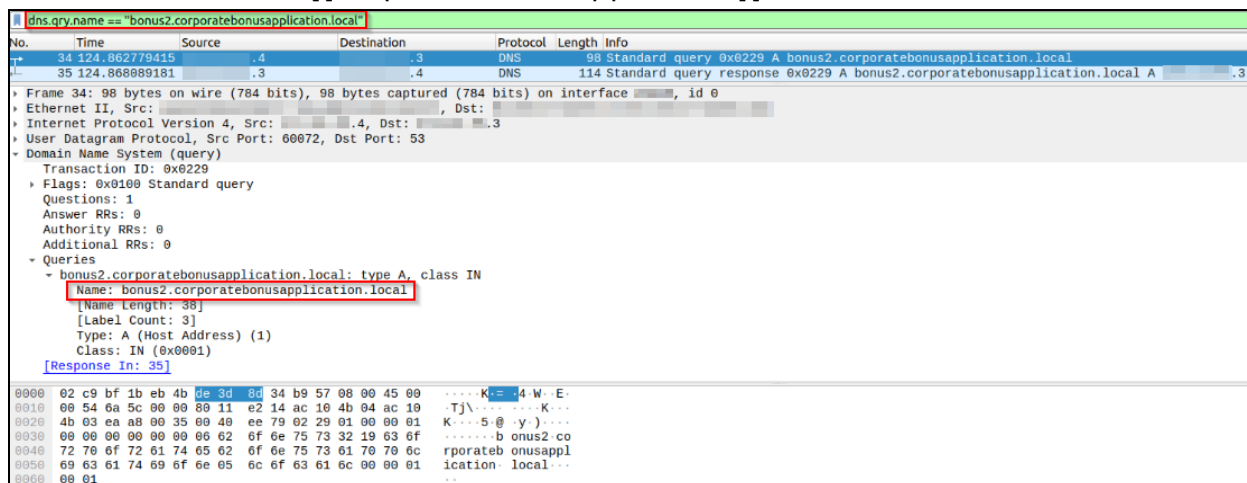 dns.qry.name == "bonus2.corporatebonusapplication.local"
No. Time Source Destination Protocol Length Info
34 124.862779415 .4 .3 DNS 98 Standard query 0x0229 A bonus2.corporatebonusapplication.local
35 124.868089181 .3 .4 DNS 114 Standard query response 0x0229 A bonus2.corporatebonusapplication.local A .3
Frame 34: 98 bytes on wire (784 bits), 98 bytes captured (784 bits) on interface , id 0
Ethernet II, Src: , Dst:
Internet Protocol Version 4, Src: .4, Dst: .3
User Datagram Protocol, Src Port: 60072, Dst Port: 53
Domain Name System (query)
Transaction ID: 0x0229
Flags: 0x0100 Standard query
Questions: 1
Answer RRs: 0
Authority RRs: 0
Additional RRs: 0
Queries
bonus2.corporatebonusapplication.local: type A, class IN
Name: bonus2.corporatebonusapplication.local
[Name Length: 38]
[Label Count: 3]
Type: A (Host Address) (1)
Class: IN (0x0001)
[Response In: 35]
0000 02 c9 bf 1b eb 4b de 3d 8d 34 b9 57 08 00 45 00 ·····K·= ·4·W··E·
0010 00 54 6a 5c 00 00 80 11 e2 14 ac 10 4b 04 ac 10 ·Tj\···· ····K···
0020 4b 03 ea a8 00 35 00 40 ee 79 02 29 01 00 00 01 K····5·@ ·y·)····
0030 00 00 00 00 00 00 06 62 6f 6e 75 73 32 19 63 6f ·······b onus2·co
0040 72 70 6f 72 61 74 65 62 6f 6e 75 73 61 70 70 6c rporateb onusappl
0050 69 63 61 74 69 6f 6e 05 6c 6f 63 61 6c 00 00 01 ication· local···
0060 00 01 ··